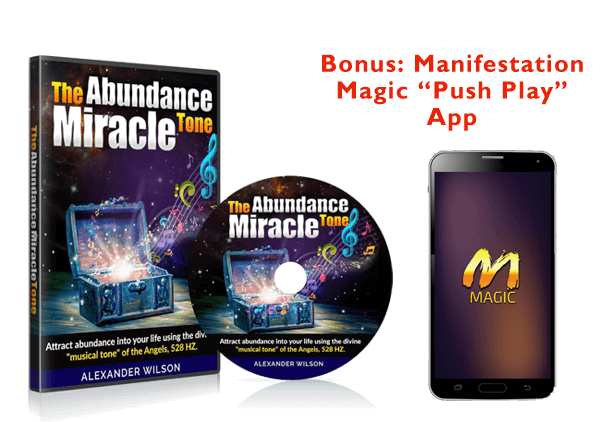 Bonus: Manifestation
Magic “Push Play”
App
The Abundance
Miracle Tone
The Abundance Miracle Tone
Attract abundance into your life using the divine
"musical tone" of the Angels, 528 HZ.
ALEXANDER WILSON
The Abundance
Miracle Tone
Attract abundance into your life using the divine
"musical tone" of the Angels, 528 HZ.
ALEXANDER WILSON
M
MAGIC